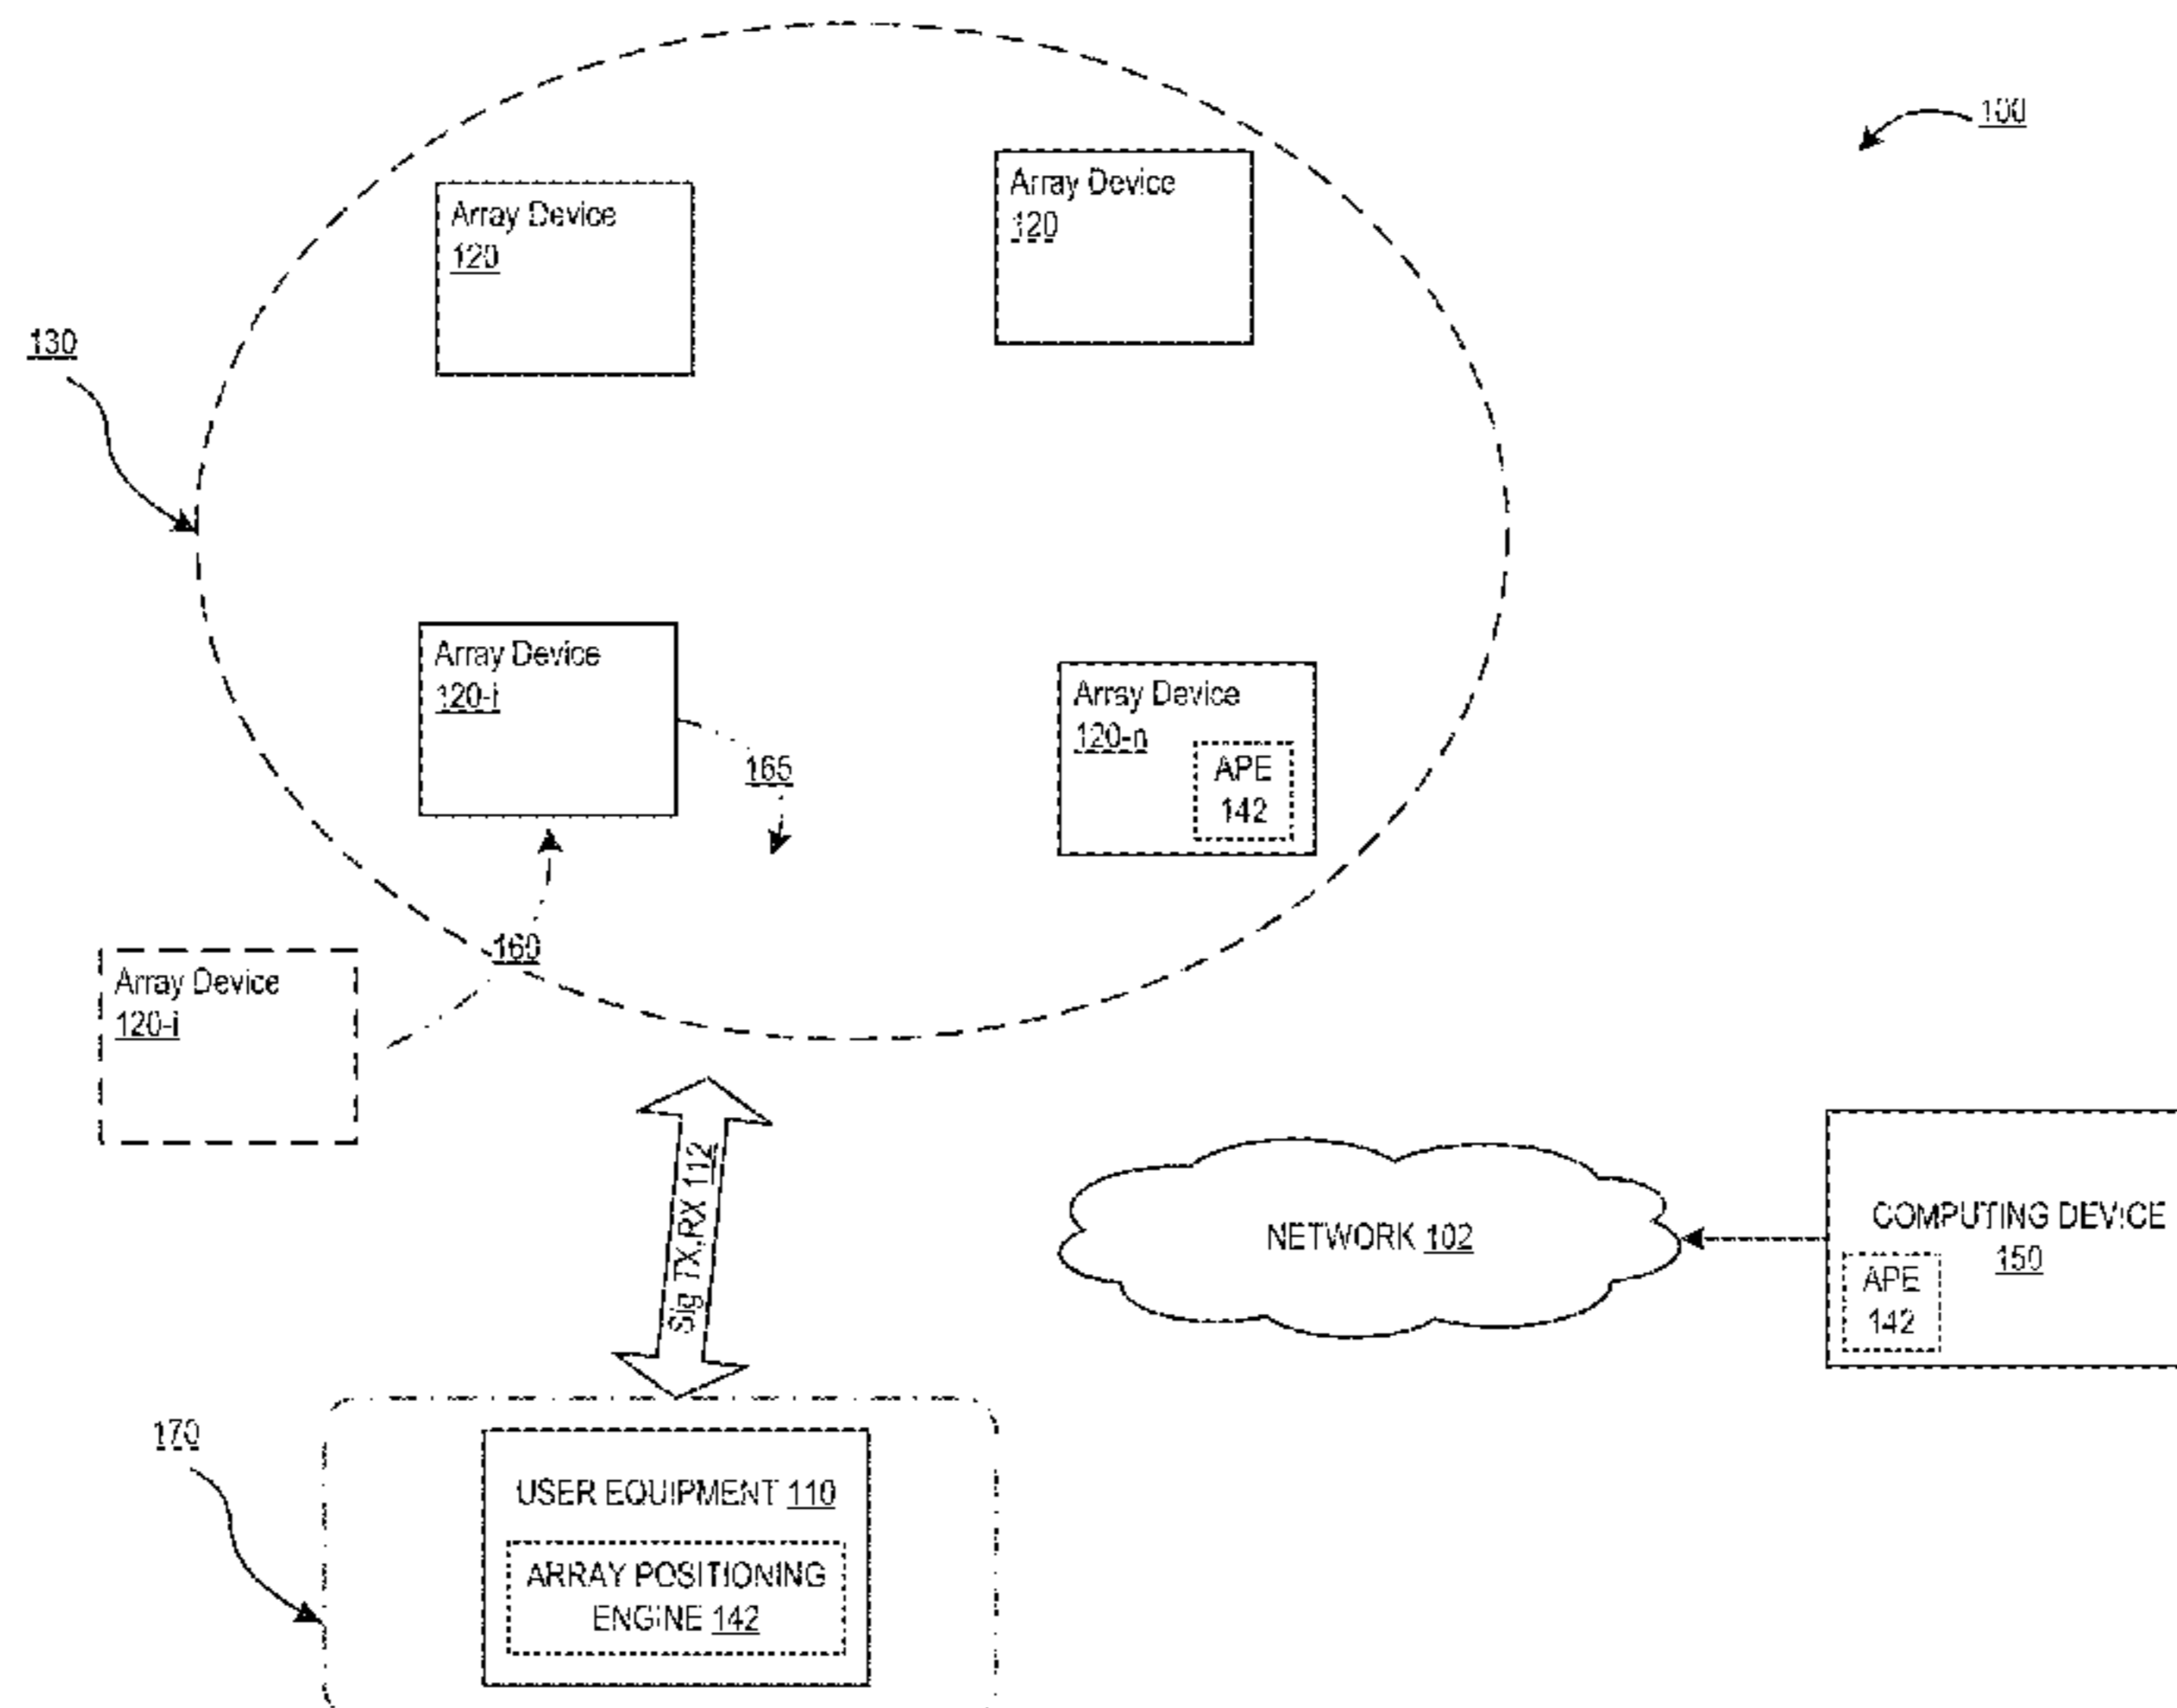 100
Array Device
120
Array Device
120
130
Array Device
120-i
Array Device
120-n
165
APE
142
160
Array Device
120-i
Sig TX,RX 112
NETWORK 102
COMPUTING DEVICE
150
APE
142
170
USER EQUIPMENT 110
ARRAY POSITIONING
ENGINE 142